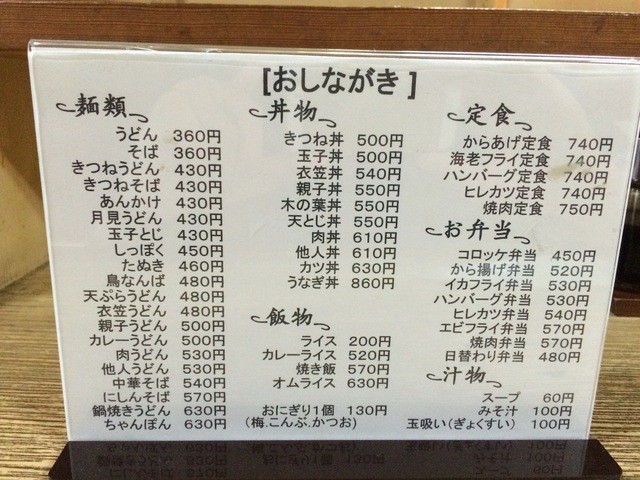 [おしながき]
麺類
うどん 360円
そば 360円
きつねうどん 430円
きつねそば 430円
あんかけ 430円
月見うどん 430円
玉子とじ 430円
しっぽく 450円
たぬき 460円
鳥なんば 480円
天ぷらうどん 480円
衣笠うどん 480円
親子うどん 500円
カレーうどん 500円
肉うどん 530円
他人うどん 530円
中華そば 540円
にしんそば 570円
鍋焼きうどん 630円
ちゃんぽん 630円
丼物
きつね丼 500円
玉子丼 500円
衣笠丼 540円
親子丼 550円
木の葉丼 550円
天とじ丼 550円
肉丼 610円
他人丼 610円
カツ丼 630円
うなぎ丼 860円
飯物
ライス 200円
カレーライス 520円
焼き飯 570円
オムライス 630円
おにぎり1個 130円
(梅.こんぶ.かつお)
定食
からあげ定食 740円
海老フライ定食 740円
ハンバーグ定食 740円
ヒレカツ定食 740円
焼肉定食 750円
お弁当
コロッケ弁当 450円
から揚げ弁当 520円
イカフライ弁当 530円
ハンバーグ弁当 530円
ヒレカツ弁当 540円
エビフライ弁当 570円
焼肉弁当 570円
日替わり弁当 480円
汁物
スープ 60円
みそ汁 100円
玉吸い(ぎょくすい) 100円